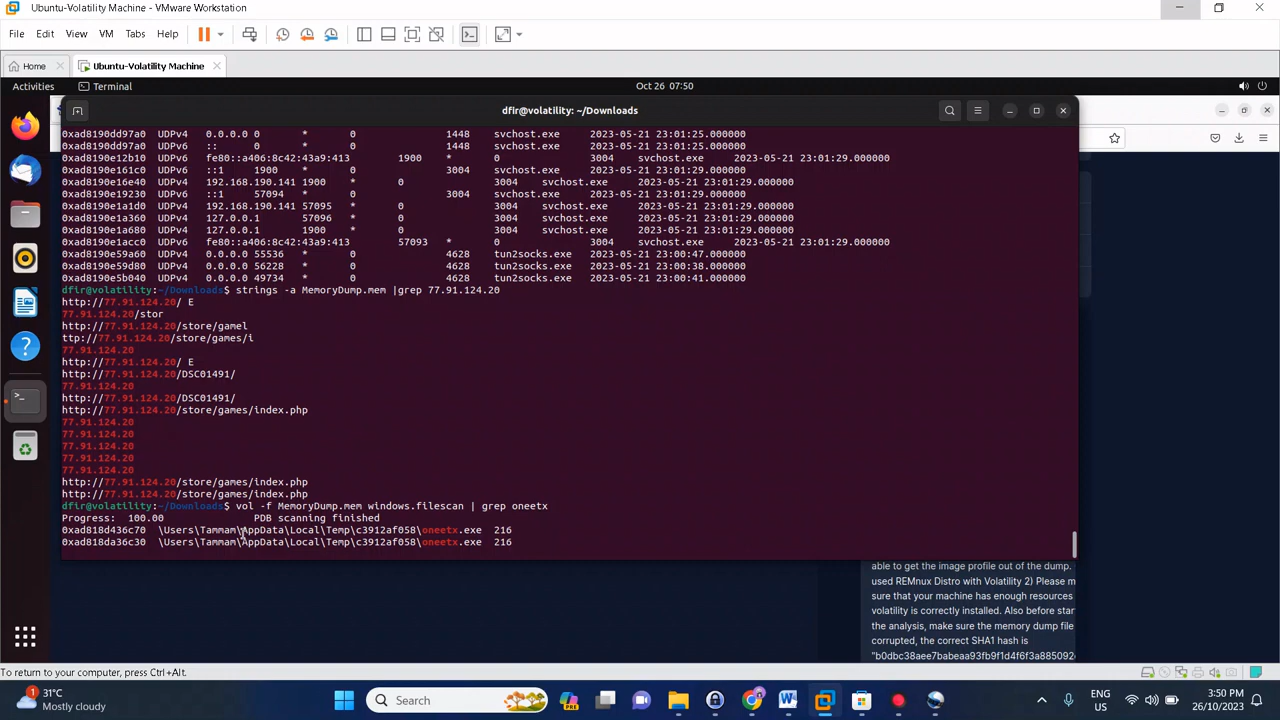 Ubuntu-Volatility Machine - VMware Workstation
File Edit View VM Tabs Help
Home Ubuntu-Volatility Machine
Activities Terminal Oct 26 07:50
dfir@volatility: ~/Downloads
0xad8190dd97a0 UDPv4 0.0.0.0 0 * 0 1448 svchost.exe 2023-05-21 23:01:25.000000
0xad8190dd97a0 UDPv6 :: 0 * 0 1448 svchost.exe 2023-05-21 23:01:25.000000
0xad8190e12b10 UDPv6 fe80::a406:8c42:43a9:413 1900 * 0 3004 svchost.exe 2023-05-21 23:01:29.000000
0xad8190e161c0 UDPv6 ::1 1900 * 0 3004 svchost.exe 2023-05-21 23:01:29.000000
0xad8190e16e40 UDPv4 192.168.190.141 1900 * 0 3004 svchost.exe 2023-05-21 23:01:29.000000
0xad8190e19230 UDPv6 ::1 57094 * 0 3004 svchost.exe 2023-05-21 23:01:29.000000
0xad8190e1a1d0 UDPv4 192.168.190.141 57095 * 0 3004 svchost.exe 2023-05-21 23:01:29.000000
0xad8190e1a360 UDPv4 127.0.0.1 57096 * 0 3004 svchost.exe 2023-05-21 23:01:29.000000
0xad8190e1a680 UDPv4 127.0.0.1 1900 * 0 3004 svchost.exe 2023-05-21 23:01:29.000000
0xad8190e1acc0 UDPv6 fe80::a406:8c42:43a9:413 57093 * 0 3004 svchost.exe 2023-05-21 23:01:29.000000
0xad8190e59a60 UDPv4 0.0.0.0 55536 * 0 4628 tun2socks.exe 2023-05-21 23:00:47.000000
0xad8190e59d80 UDPv4 0.0.0.0 56228 * 0 4628 tun2socks.exe 2023-05-21 23:00:38.000000
0xad8190e5b040 UDPv4 0.0.0.0 49734 * 0 4628 tun2socks.exe 2023-05-21 23:00:41.000000
dfir@volatility:~/Downloads$ strings -a MemoryDump.mem |grep 77.91.124.20
http://77.91.124.20/ E
77.91.124.20/stor
http://77.91.124.20/store/gamel
ttp://77.91.124.20/store/games/i
77.91.124.20
http://77.91.124.20/ E
http://77.91.124.20/DSC01491/
77.91.124.20
http://77.91.124.20/DSC01491/
http://77.91.124.20/store/games/index.php
77.91.124.20
77.91.124.20
77.91.124.20
77.91.124.20
77.91.124.20
http://77.91.124.20/store/games/index.php
http://77.91.124.20/store/games/index.php
dfir@volatility:~/Downloads$ vol -f MemoryDump.mem windows.filescan | grep oneetx
Progress: 100.00 PDB scanning finished
0xad818d436c70 \Users\Tammam\AppData\Local\Temp\c3912af058\oneetx.exe 216
0xad818da36c30 \Users\Tammam\AppData\Local\Temp\c3912af058\oneetx.exe 216
able to get the image profile out of the dump.
used REMnux Distro with Volatility 2) Please m
sure that your machine has enough resources
volatility is correctly installed. Also before star
the analysis, make sure the memory dump file
corrupted, the correct SHA1 hash is
"b0dbc38aee7babeaa93fb9f1d4f6f3a885092
To return to your computer, press Ctrl+Alt.
31°C
Mostly cloudy
Search
ENG
US
3:50 PM
26/10/2023